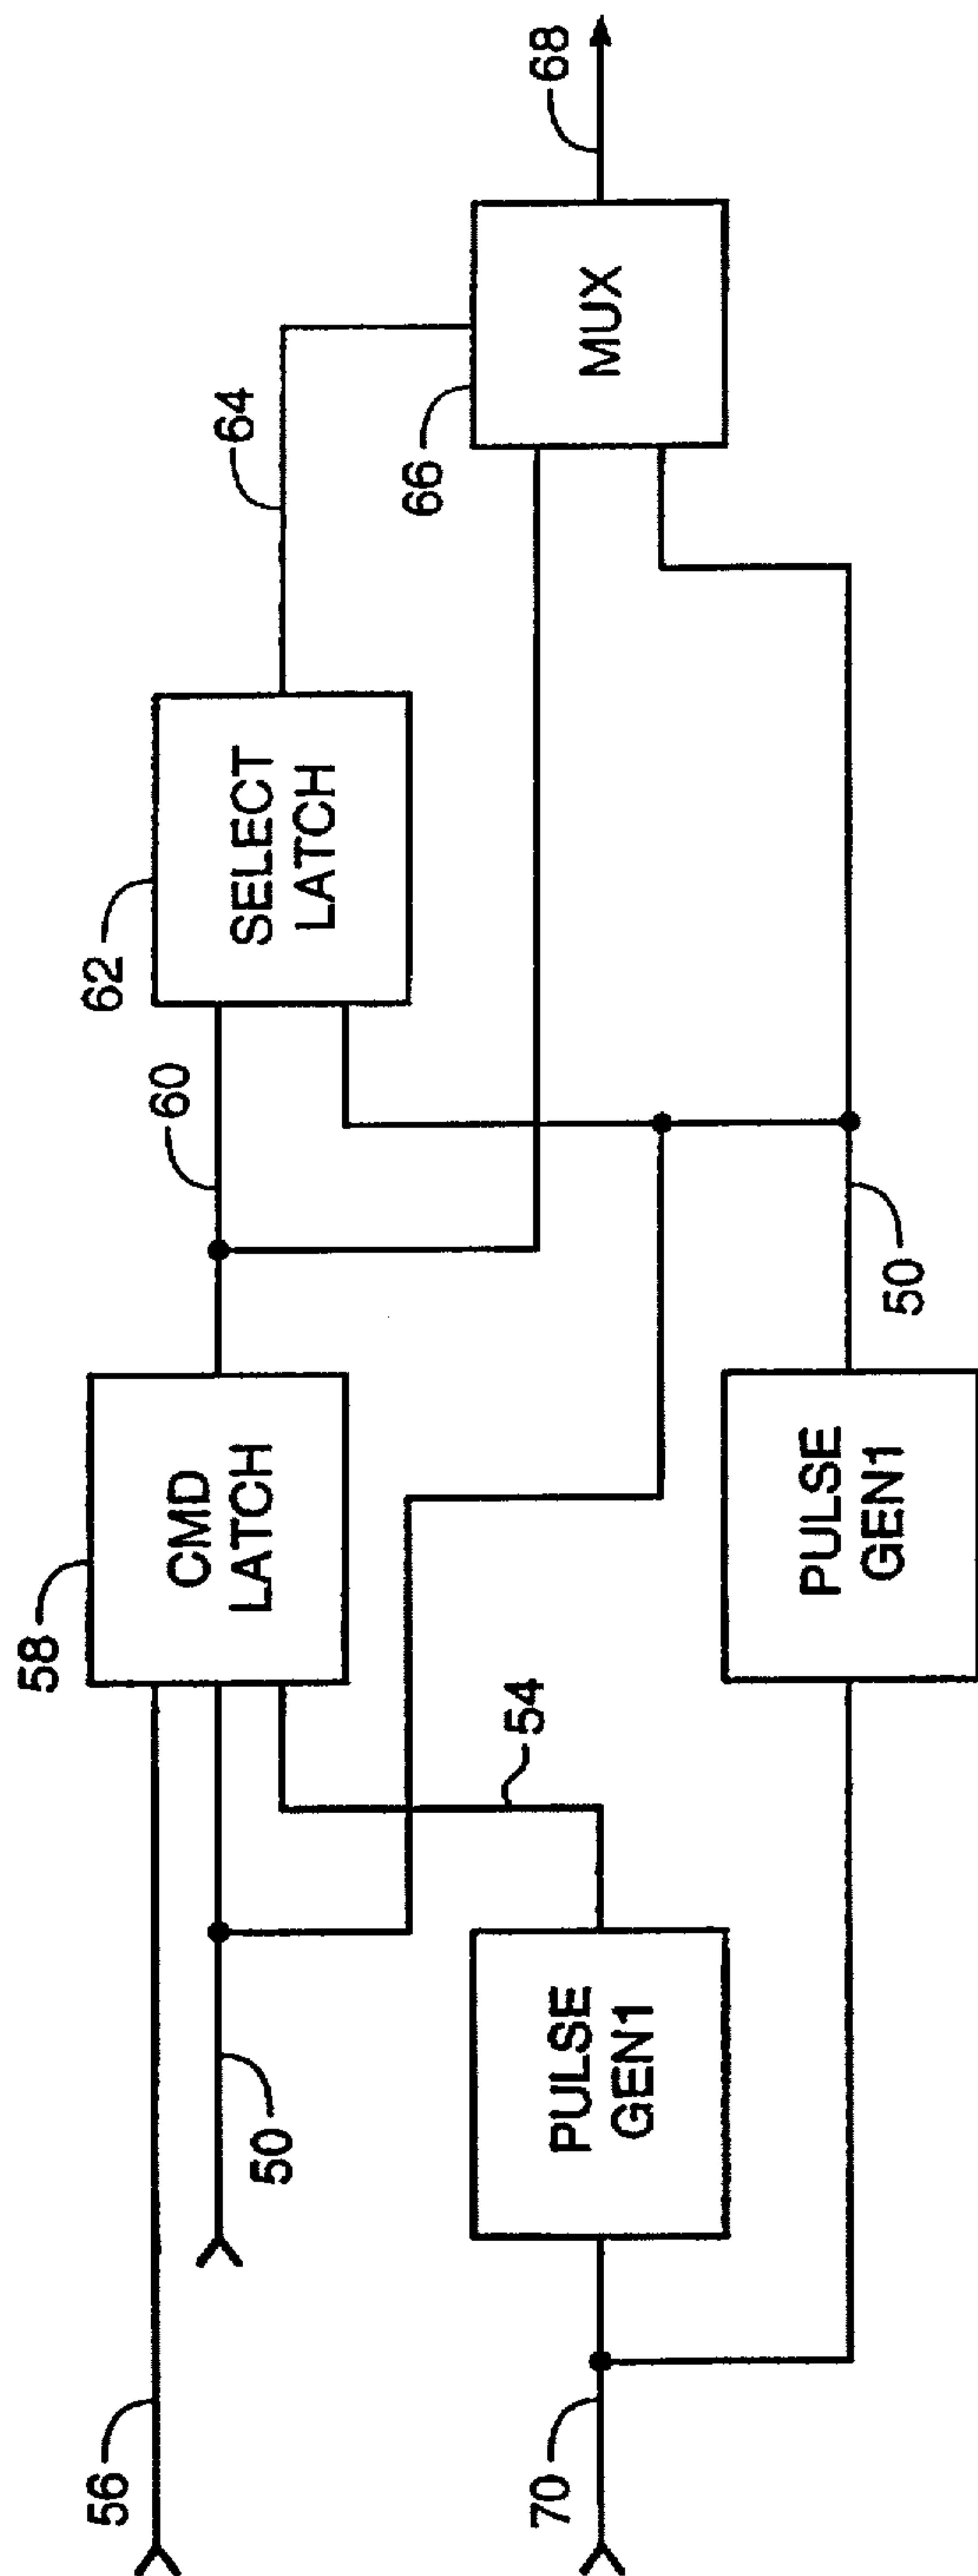 56
50
70
58
CMD
LATCH
54
PULSE
GEN1
PULSE
GEN1
60
50
62
SELECT
LATCH
64
66
MUX
68